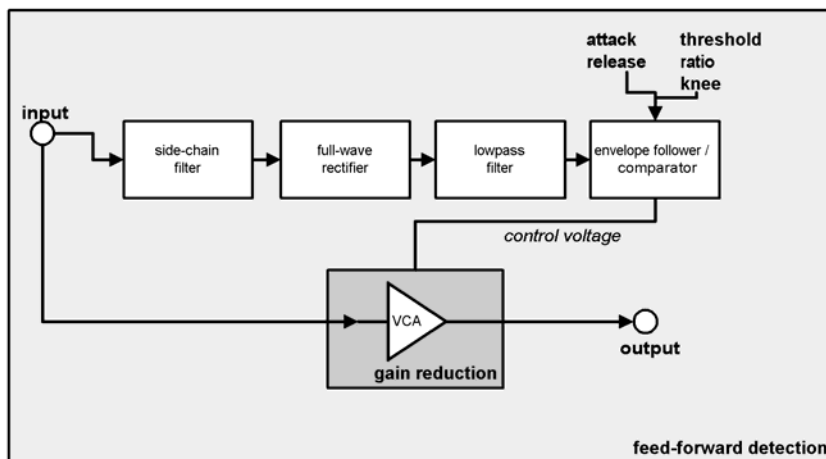 attack
release
threshold
ratio
knee
input
side-chain
filter
full-wave
rectifier
lowpass
filter
envelope follower /
comparator
control voltage
VCA
gain reduction
output
feed-forward detection